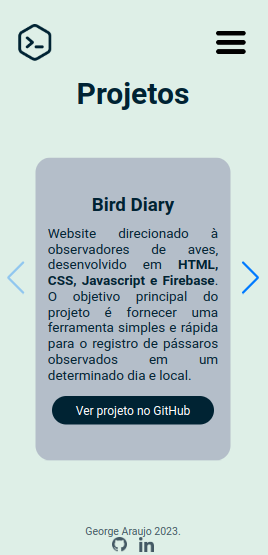 Projetos
Bird Diary
Website direcionado à
observadores de aves,
desenvolvido em HTML,
CSS, Javascript e Firebase.
O objetivo principal do
projeto é fornecer uma
ferramenta simples e rápida
para o registro de pássaros
observados em um
determinado dia e local.
Ver projeto no GitHub
George Araujo 2023.